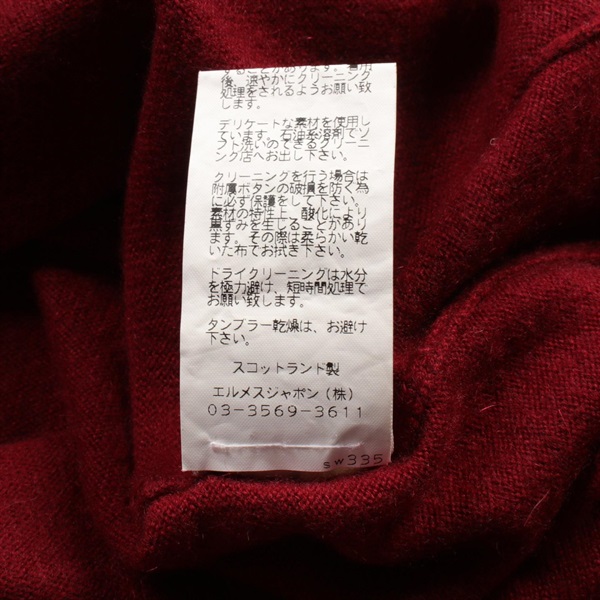 することがあります。着用
後、速やかにクリーニング
処理をされるようお願い致
します。
デリケートな素材を使用し
ています。石油系溶剤でソ
フト洗いのできるクリーニ
ング店へお出し下さい。
クリーニングを行う場合は
附属ボタンの破損を防ぐ為
に必ず保護をして下さい。
素材の特性上、酸化により
黒ずみを生じることがあり
ます。その際は柔らかい乾
いた布でお拭き下さい。
ドライクリーニングは水分
を極力避け、短時間処理で
お願い致します。
タンブラー乾燥は、お避け
下さい。
スコットランド製
エルメスジャポン(株)
03-3569-3611
SW335